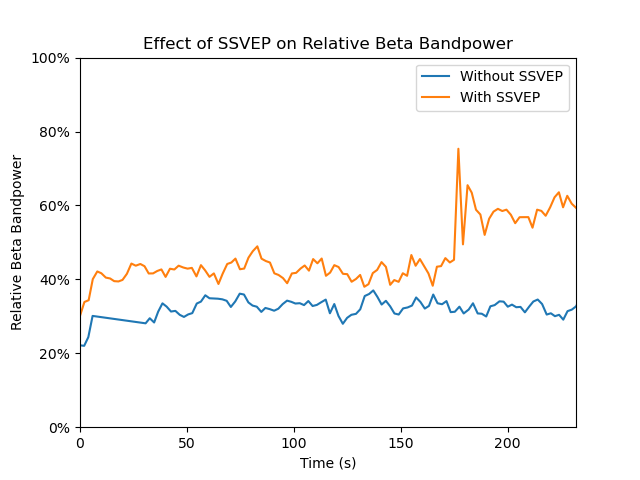 Effect of SSVEP on Relative Beta Bandpower
100%
80%
60%
40%
20%
0%
Relative Beta Bandpower
Without SSVEP
With SSVEP
0 50 100 150 200
Time (s)